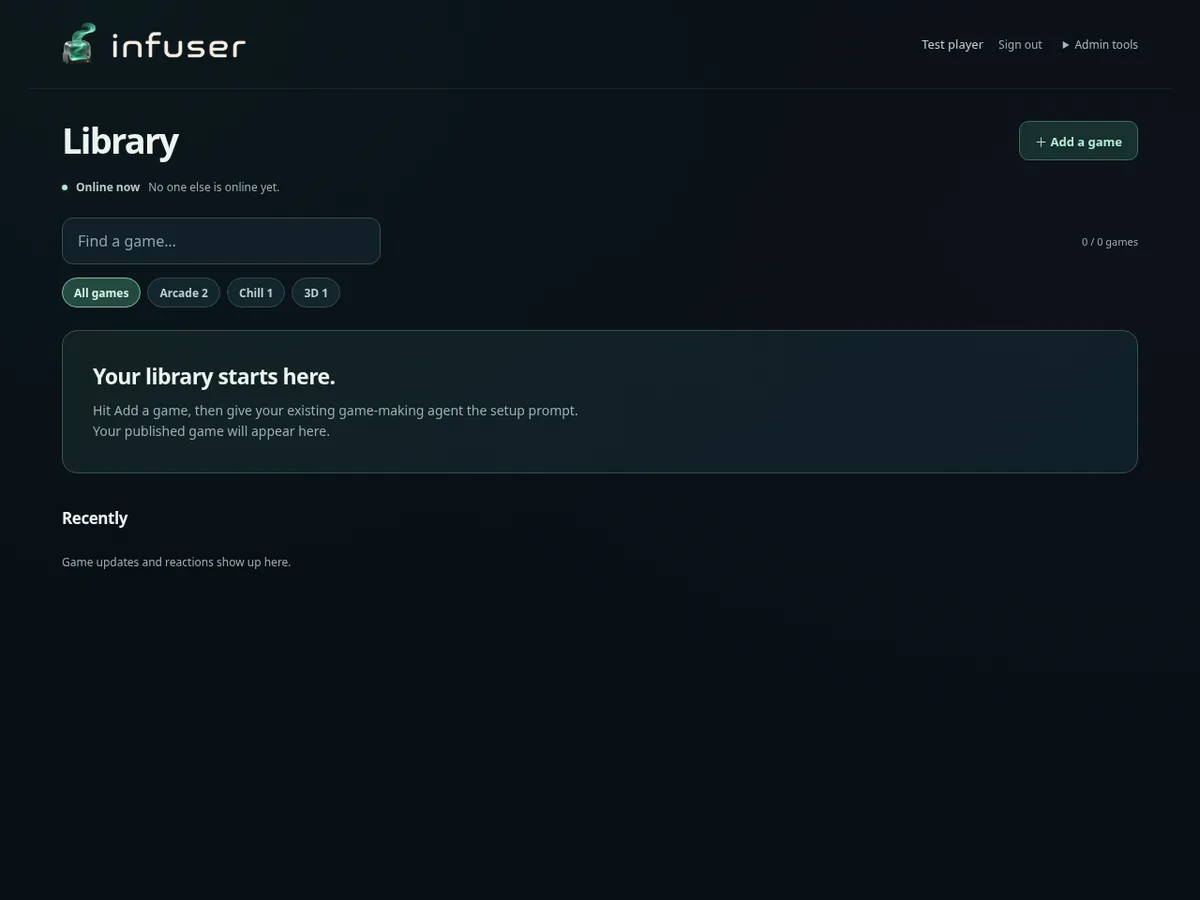 infuser
Test player
Sign out
▶ Admin tools
Library
+ Add a game
Online now No one else is online yet.
Find a game...
0 / 0 games
All games
Arcade 2
Chill 1
3D 1
Your library starts here.
Hit Add a game, then give your existing game-making agent the setup prompt.
Your published game will appear here.
Recently
Game updates and reactions show up here.